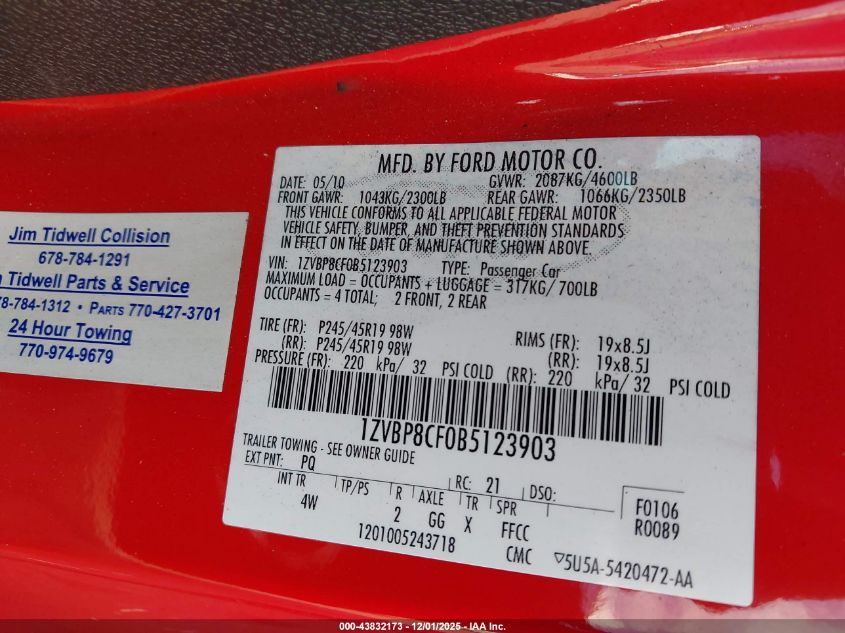 Jim Tidwell Collision
678-784-1291
Tidwell Parts & Service
8-784-1312 • PARTS 770-427-3701
24 Hour Towing
770-974-9679
MFD. BY FORD MOTOR CO.
DATE: 05/10 GVWR: 2087KG/4600LB
FRONT GAWR: 1043KG/2300LB REAR GAWR: 1066KG/2350LB
THIS VEHICLE CONFORMS TO ALL APPLICABLE FEDERAL MOTOR
VEHICLE SAFETY, BUMPER, AND THEFT PREVENTION STANDARDS
IN EFFECT ON THE DATE OF MANUFACTURE SHOWN ABOVE.
VIN: 1ZVBP8CF0B5123903 TYPE: Passenger Car
MAXIMUM LOAD = OCCUPANTS + LUGGAGE = 317KG/700LB
OCCUPANTS = 4 TOTAL; 2 FRONT, 2 REAR
TIRE (FR): P245/45R19 98W RIMS (FR): 19x8.5J
(RR): P245/45R19 98W (RR): 19x8.5J
PRESSURE (FR): 220 kPa/ 32 PSI COLD (RR): 220 kPa/ 32 PSI COLD
1ZVBP8CF0B5123903
TRAILER TOWING - SEE OWNER GUIDE
EXT PNT: PQ RC: 21 DSO: F0106
INT TR TP/PS R AXLE TR SPR R0089
4W 2 GG X FFCC
1201005243718 CMC ▽5U5A-5420472-AA
000-43832173 - 12/01/2025 - IAA Inc.